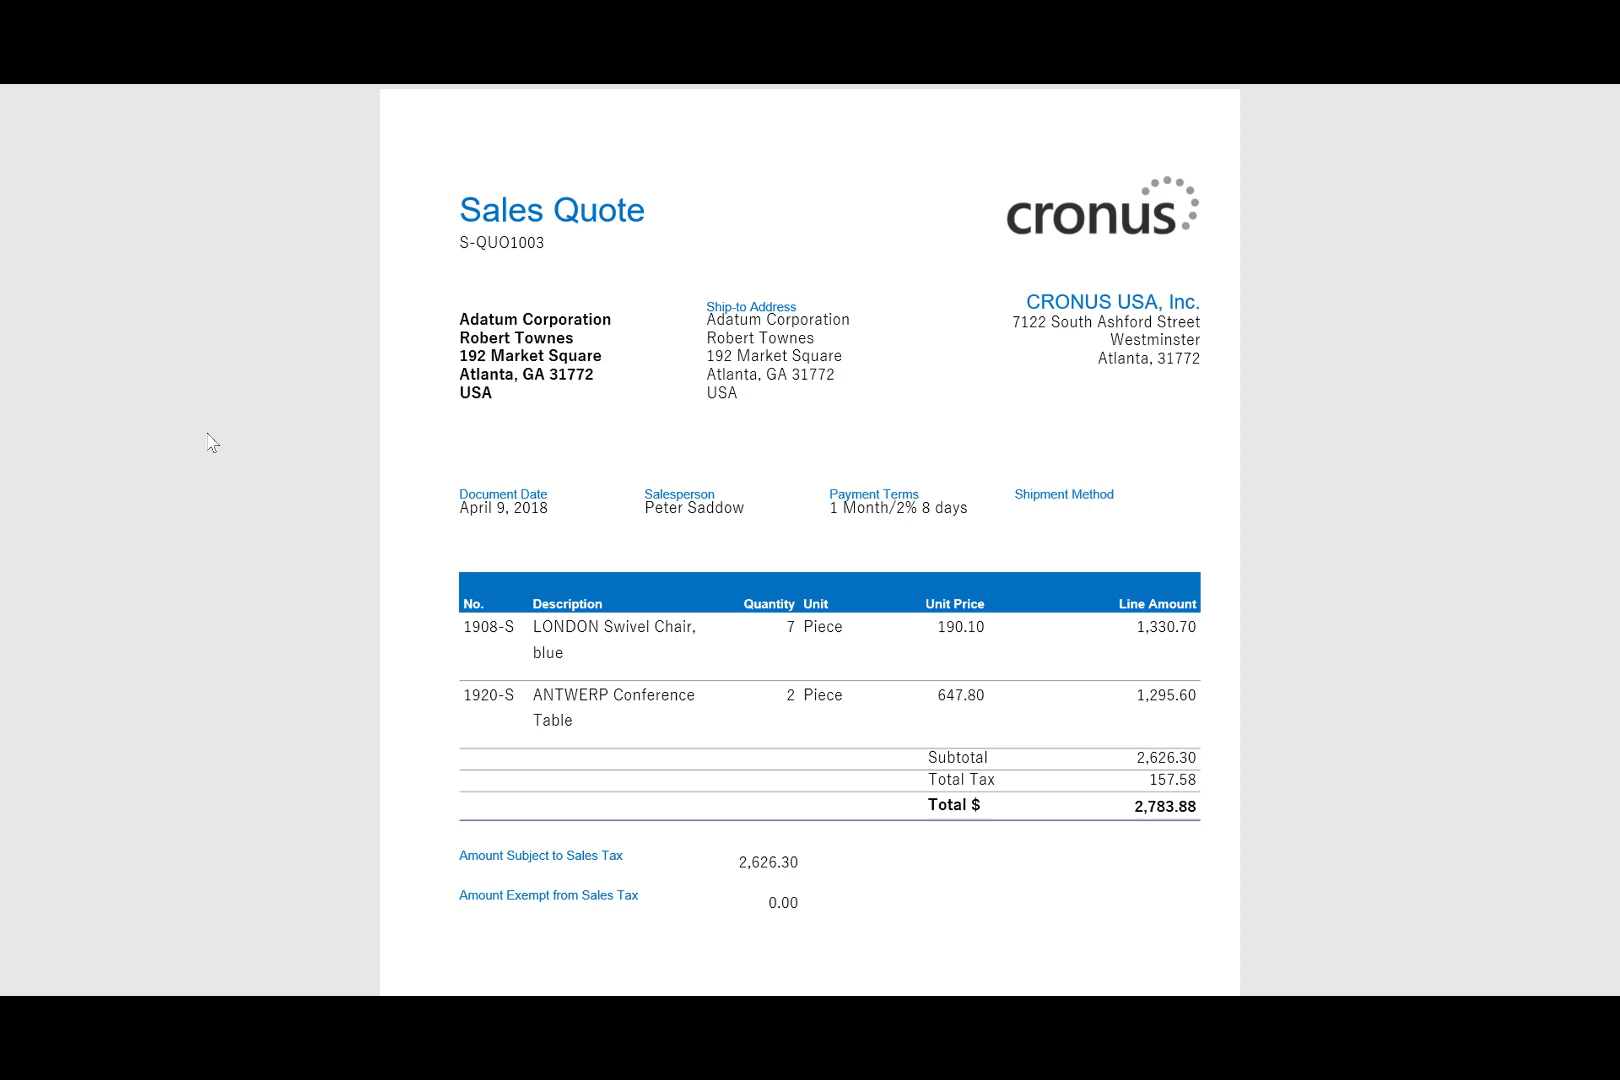 Sales Quote
S-QUO1003
cronus
CRONUS USA, Inc.
7122 South Ashford Street
Westminster
Atlanta, 31772
Adatum Corporation
Robert Townes
192 Market Square
Atlanta, GA 31772
USA
Ship-to Address
Adatum Corporation
Robert Townes
192 Market Square
Atlanta, GA 31772
USA
Document Date
April 9, 2018
Salesperson
Peter Saddow
Payment Terms
1 Month/2% 8 days
Shipment Method
No. Description Quantity Unit Unit Price Line Amount
1908-S LONDON Swivel Chair, 7 Piece 190.10 1,330.70
blue
1920-S ANTWERP Conference 2 Piece 647.80 1,295.60
Table
Subtotal 2,626.30
Total Tax 157.58
Total $ 2,783.88
Amount Subject to Sales Tax 2,626.30
Amount Exempt from Sales Tax 0.00